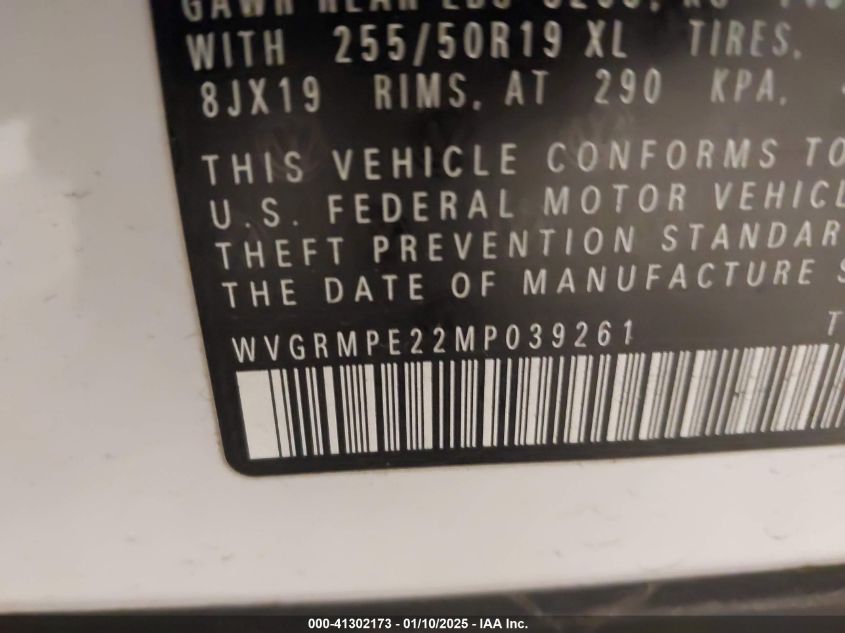 WITH 255/50R19 XL TIRES,
8JX19 RIMS, AT 290 KPA,
THIS VEHICLE CONFORMS TO
U.S. FEDERAL MOTOR VEHICL
THEFT PREVENTION STANDAR
THE DATE OF MANUFACTURE S
WVGRMPE22MP039261 T
000-41302173 - 01/10/2025 - IAA Inc.